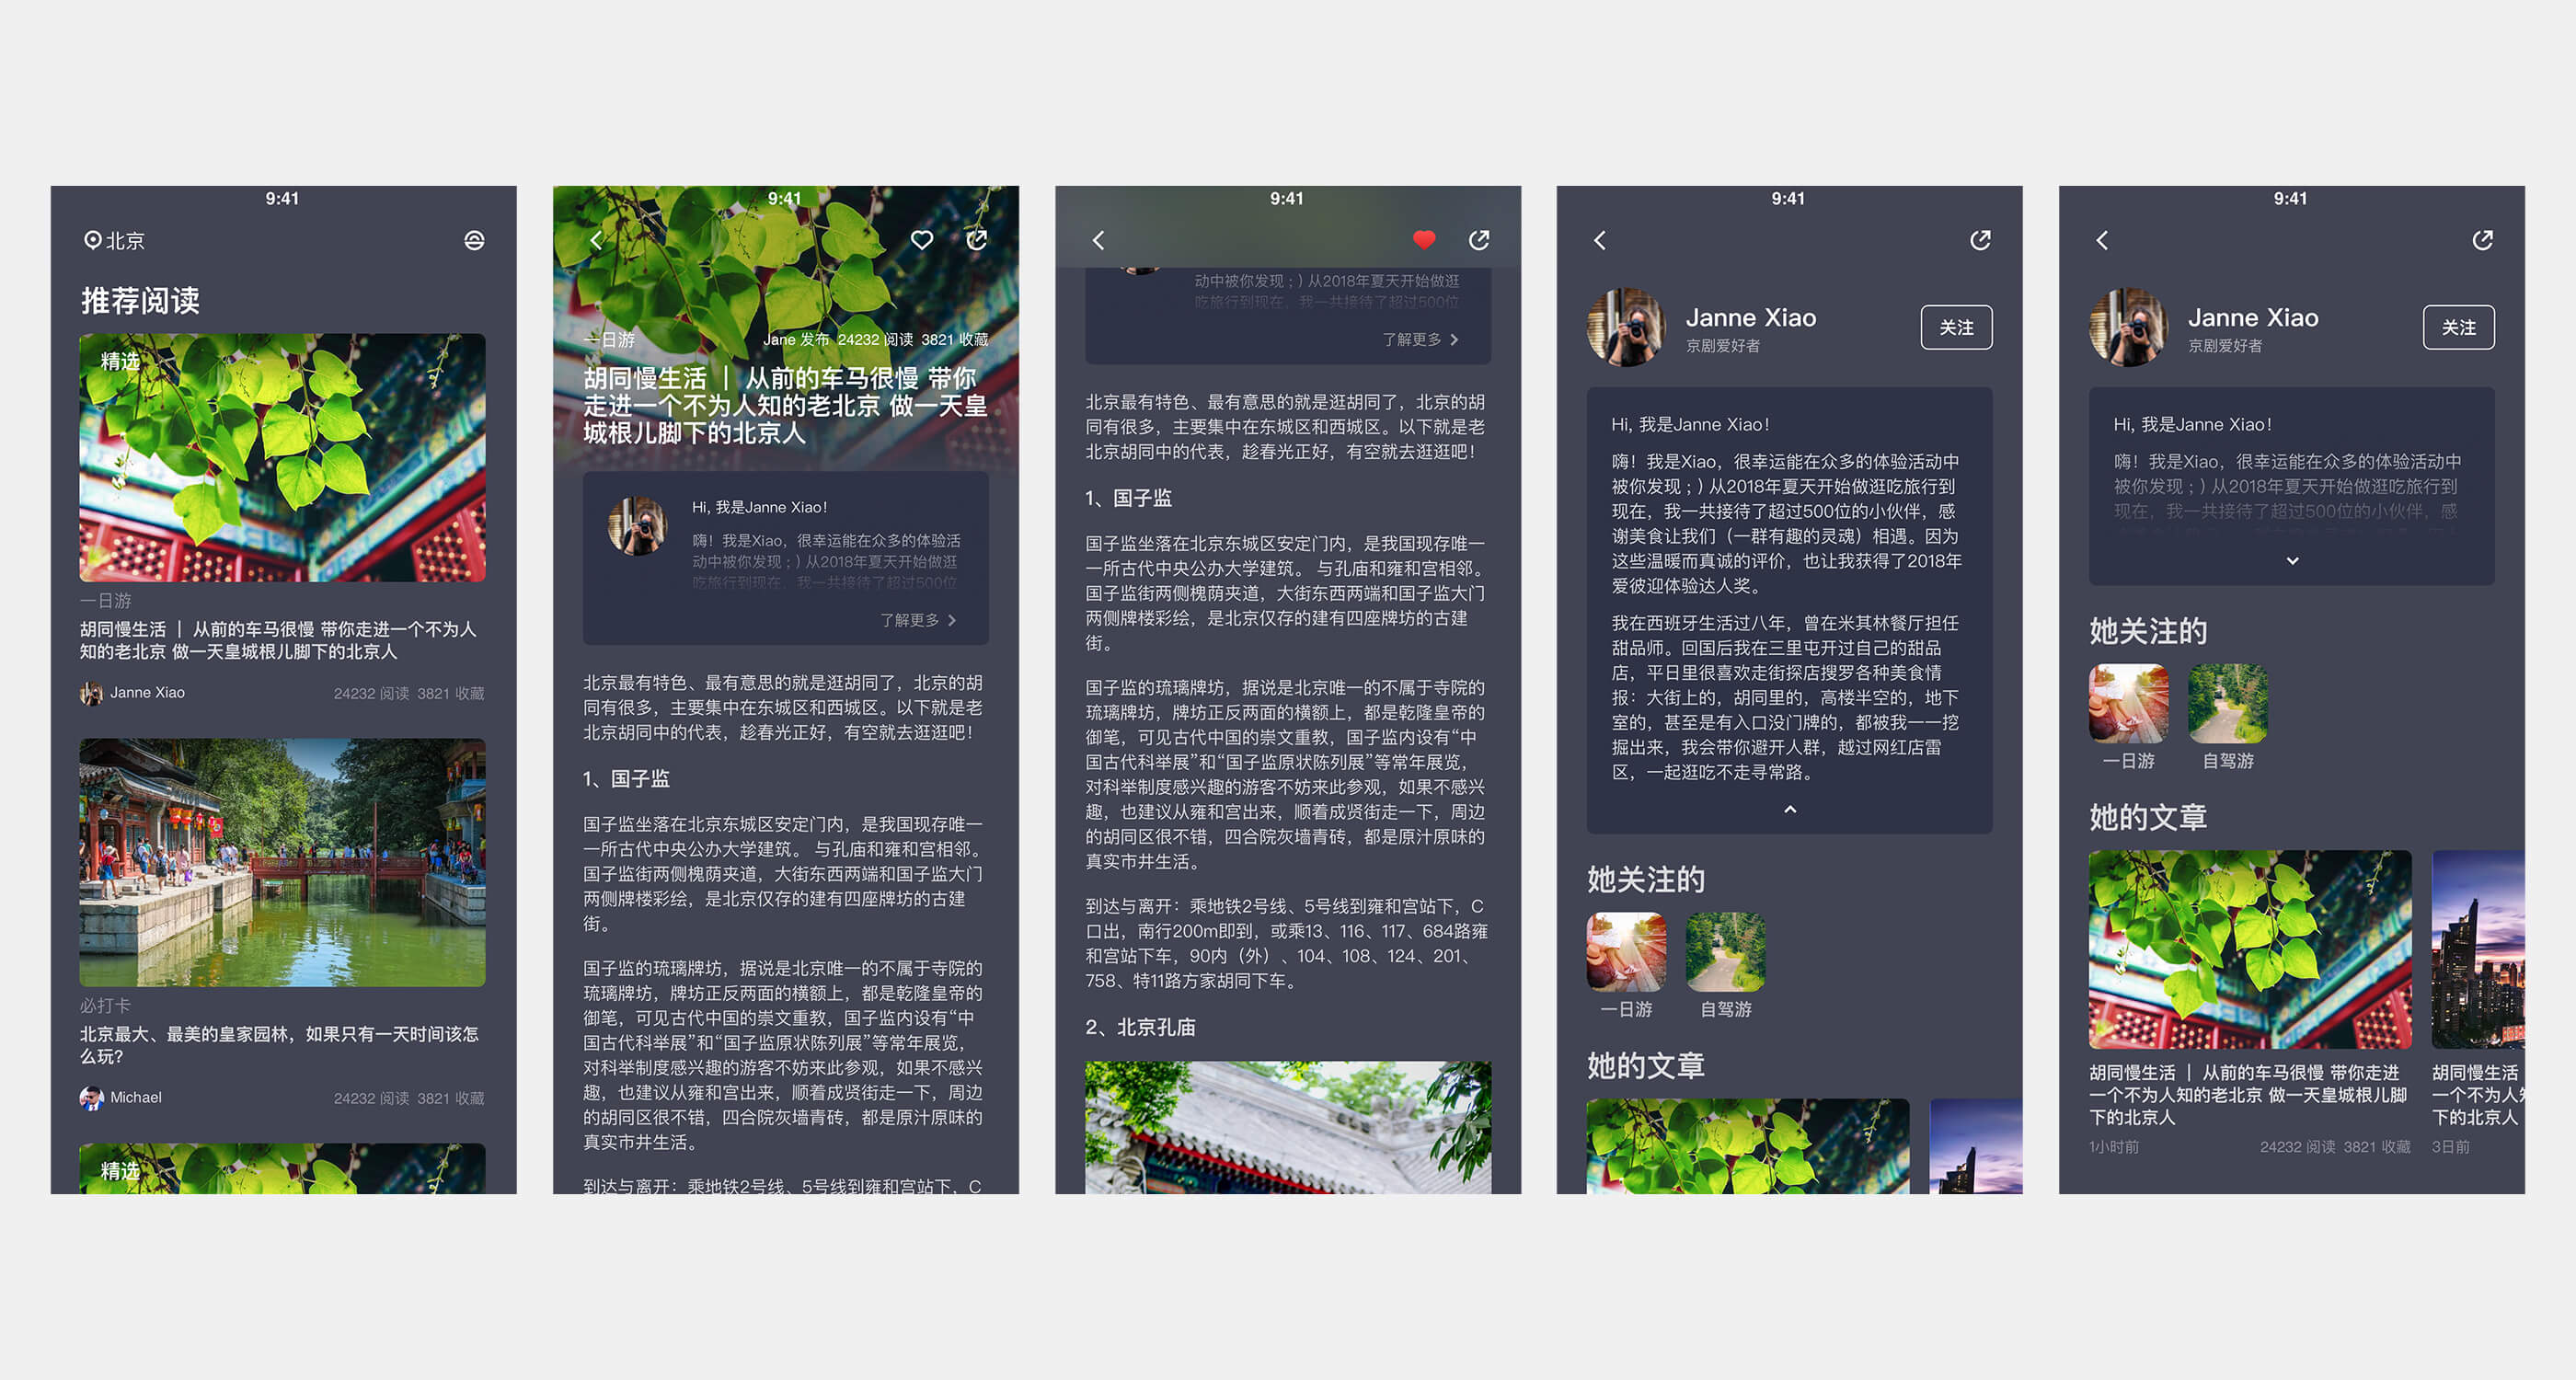 9:41
北京
推荐阅读
精选
一日游
胡同慢生活 | 从前的车马很慢 带你走进一个不为人
知的老北京 做一天皇城根儿脚下的北京人
Janne Xiao
24232 阅读 3821 收藏
必打卡
北京最大、最美的皇家园林，如果只有一天时间该怎
么玩?
Michael
24232 阅读 3821 收藏
精选
9:41
一日游
Jane 发布 24232 阅读 3821 收藏
胡同慢生活 | 从前的车马很慢 带你
走进一个不为人知的老北京 做一天皇
城根儿脚下的北京人
Hi, 我是Janne Xiao!
嗨！我是Xiao，很幸运能在众多的体验活
动中被你发现 ; ) 从2018年夏天开始做逛
吃旅行到现在，我一共接待了超过500位
了解更多
北京最有特色、最有意思的就是逛胡同了，北京的胡
同有很多，主要集中在东城区和西城区。以下就是老
北京胡同中的代表，趁春光正好，有空就去逛逛吧！
1、国子监
国子监坐落在北京东城区安定门内，是我国现存唯一
一所古代中央公办大学建筑。 与孔庙和雍和宫相邻。
国子监街两侧槐荫夹道，大街东西两端和国子监大门
两侧牌楼彩绘，是北京仅存的建有四座牌坊的古建
街。
国子监的琉璃牌坊，据说是北京唯一的不属于寺院的
琉璃牌坊，牌坊正反两面的横额上，都是乾隆皇帝的
御笔，可见古代中国的崇文重教，国子监内设有“中
国古代科举展”和“国子监原状陈列展”等常年展览，
对科举制度感兴趣的游客不妨来此参观，如果不感兴
趣，也建议从雍和宫出来，顺着成贤街走一下，周边
的胡同区很不错，四合院灰墙青砖，都是原汁原味的
真实市井生活。
到达与离开：乘地铁2号线、5号线到雍和宫站下，C
9:41
动中被你发现 ; ) 从2018年夏天开始做逛
吃旅行到现在，我一共接待了超过500位
了解更多
北京最有特色、最有意思的就是逛胡同了，北京的胡
同有很多，主要集中在东城区和西城区。以下就是老
北京胡同中的代表，趁春光正好，有空就去逛逛吧！
1、国子监
国子监坐落在北京东城区安定门内，是我国现存唯一
一所古代中央公办大学建筑。 与孔庙和雍和宫相邻。
国子监街两侧槐荫夹道，大街东西两端和国子监大门
两侧牌楼彩绘，是北京仅存的建有四座牌坊的古建
街。
国子监的琉璃牌坊，据说是北京唯一的不属于寺院的
琉璃牌坊，牌坊正反两面的横额上，都是乾隆皇帝的
御笔，可见古代中国的崇文重教，国子监内设有“中
国古代科举展”和“国子监原状陈列展”等常年展览，
对科举制度感兴趣的游客不妨来此参观，如果不感兴
趣，也建议从雍和宫出来，顺着成贤街走一下，周边
的胡同区很不错，四合院灰墙青砖，都是原汁原味的
真实市井生活。
到达与离开：乘地铁2号线、5号线到雍和宫站下，C
口出，南行200m即到，或乘13、116、117、684路雍
和宫站下车，90内（外）、104、108、124、201、
758、特11路方家胡同下车。
2、北京孔庙
9:41
Janne Xiao
京剧爱好者
关注
Hi, 我是Janne Xiao!
嗨！我是Xiao，很幸运能在众多的体验活动中
被你发现 ; ) 从2018年夏天开始做逛吃旅行到
现在，我一共接待了超过500位的小伙伴，感
谢美食让我们（一群有趣的灵魂）相遇。因为
这些温暖而真诚的评价，也让我获得了2018年
爱彼迎体验达人奖。
我在西班牙生活过八年，曾在米其林餐厅担任
甜品师。回国后我在三里屯开过自己的甜品
店，平日里很喜欢走街探店搜罗各种美食情
报：大街上的，胡同里的，高楼半空的，地下
室的，甚至是有入口没门牌的，都被我一一挖
掘出来，我会带你避开人群，越过网红店雷
区，一起逛吃不走寻常路。
她关注的
一日游
自驾游
她的文章
9:41
Janne Xiao
京剧爱好者
关注
Hi, 我是Janne Xiao!
嗨！我是Xiao，很幸运能在众多的体验活动中
被你发现 ; ) 从2018年夏天开始做逛吃旅行到
现在，我一共接待了超过500位的小伙伴，感
她关注的
一日游
自驾游
她的文章
胡同慢生活 | 从前的车马很慢 带你走进
一个不为人知的老北京 做一天皇城根儿脚
下的北京人
1小时前
24232 阅读 3821 收藏
胡同慢生活
一个不为人
下的北京人
3日前